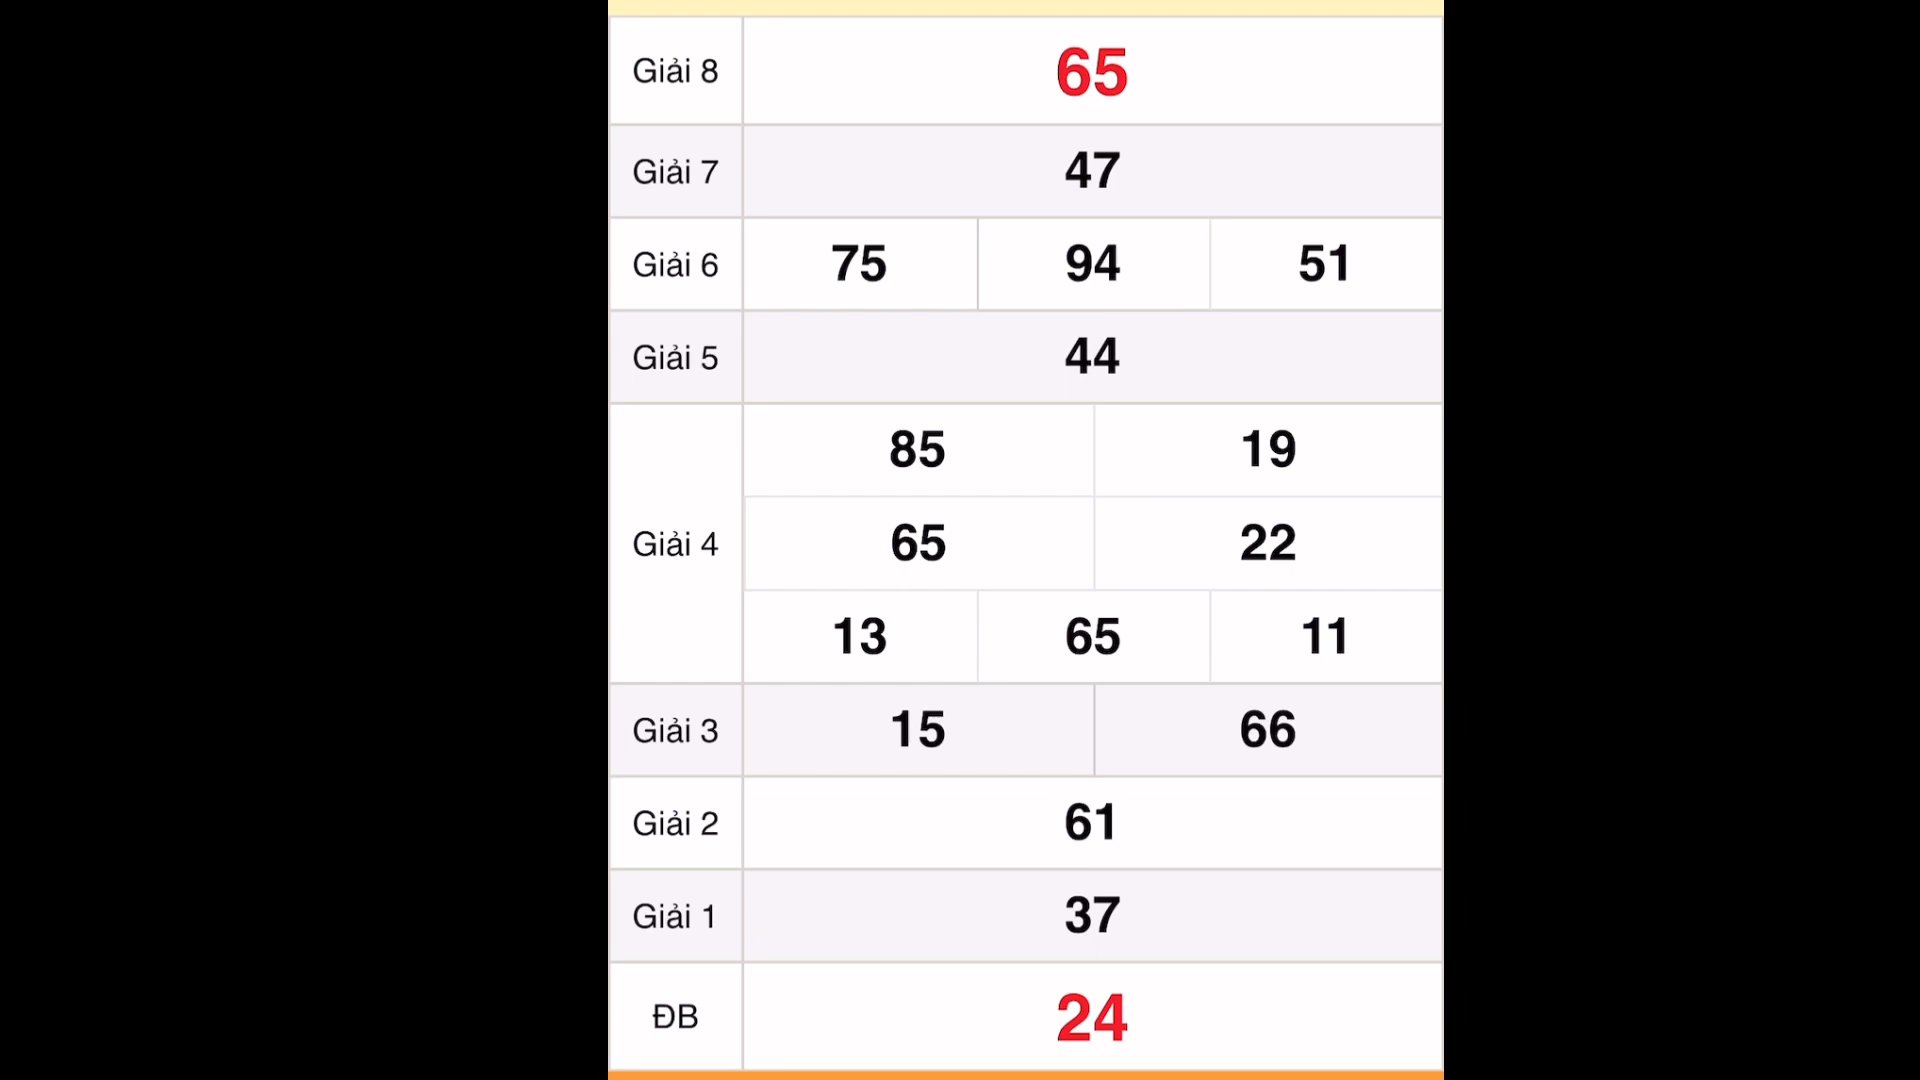 Giải 8 65
Giải 7 47
Giải 6 75 94 51
Giải 5 44
85 19
Giải 4 65 22
13 65 11
Giải 3 15 66
Giải 2 61
Giải 1 37
ĐB 24